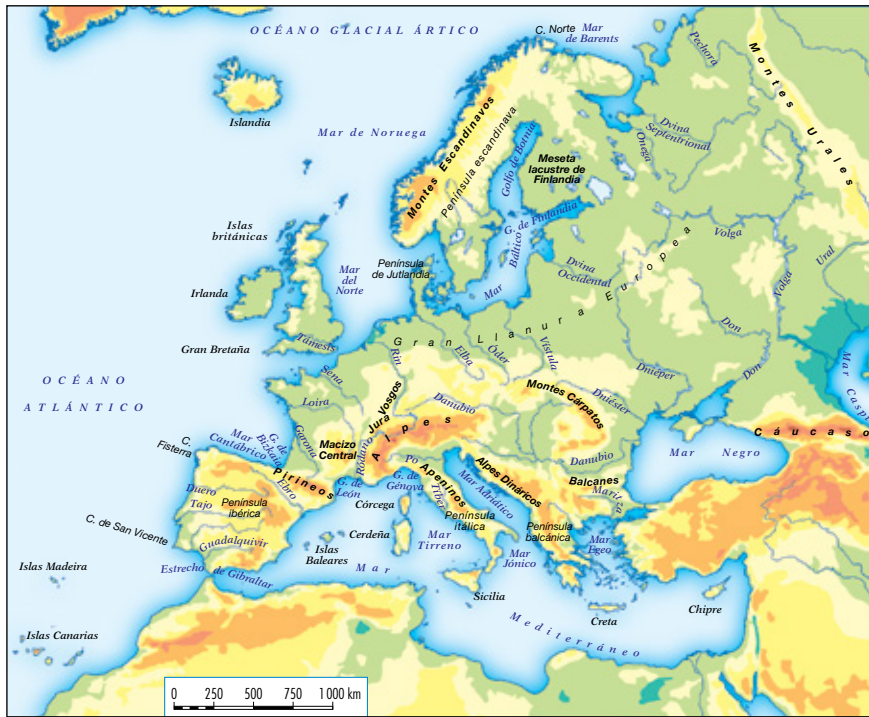 OCÉANO GLACIAL ÁRTICO
C. Norte
Mar
de Barents
Pechora
Montes Urales
Islandia
Mar de Noruega
Montes Escandinavos
Península escandinava
Golfo de Botnia
Meseta
lacustre de
Finlandia
Onega
Dvina
Septentrional
Islas
británicas
G. de Finlandia
Volga
Ural
Península
de Jutlandia
Mar
del
Norte
Mar Báltico
Dvina
Occidental
Volga
Irlanda
Gran Llanura Europea
Gran Bretaña
Támesis
Rin
Elba
Óder
Vístula
Don
Dniéper
Don
Mar Caspi
OCÉANO
ATLÁNTICO
Sena
Loira
Vosgos
Jura
Danubio
Montes Cárpatos
Dniéster
Cáucaso
C.
Fisterra
Mar
Cantábrico
G. de
Bizkaia
Garona
Macizo
Central
Ródano
Alpes
Po
Danubio
Mar Negro
Pirineos
G. de
León
G. de
Génova
Apeninos
Tíber
Mar Adriático
Alpes Dináricos
Balcanes
Maritza
Duero
Tajo
Ebro
Península
ibérica
Córcega
Península
itálica
Península
balcánica
C. de San Vicente
Guadalquivir
Islas
Baleares
Cerdeña
Mar
Tirreno
Mar
Jónico
Mar
Egeo
Islas Madeira
Estrecho de Gibraltar
Mar Mediterráneo
Sicilia
Creta
Chipre
Islas Canarias
0 250 500 750 1 000 km